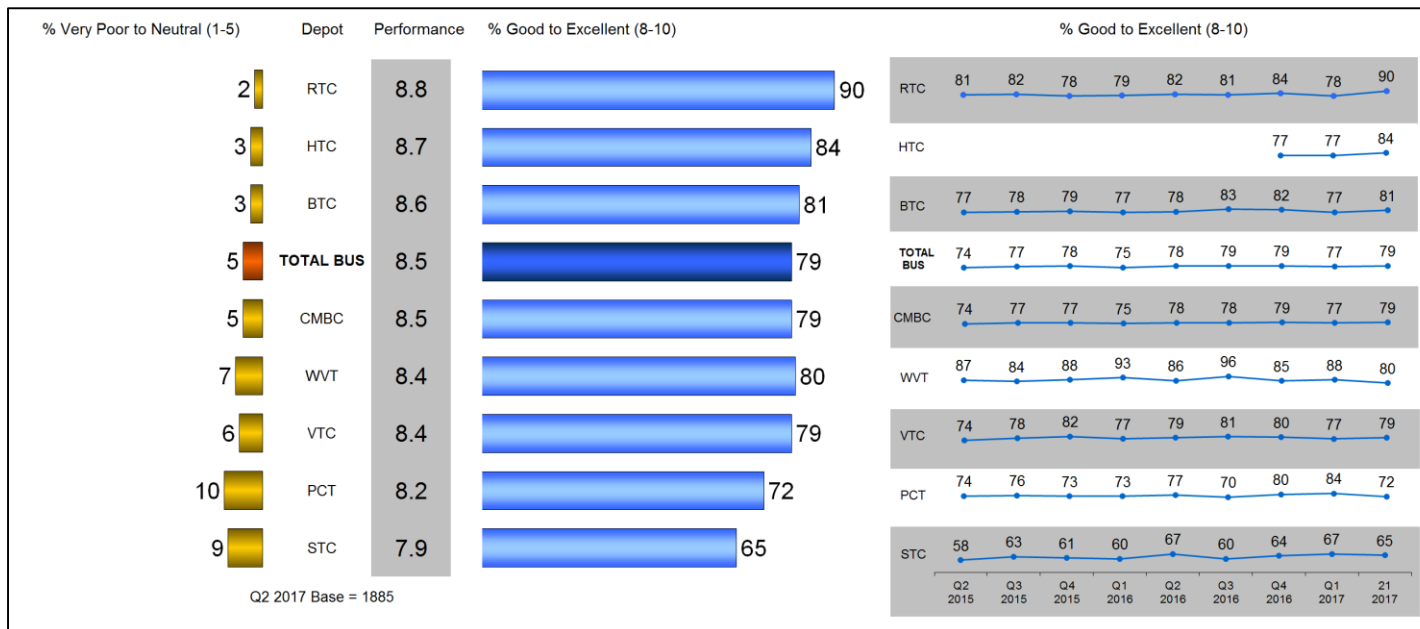 % Very Poor to Neutral (1-5) Depot Performance % Good to Excellent (8-10)
2 RTC 8.8 90
3 HTC 8.7 84
3 BTC 8.6 81
5 TOTAL BUS 8.5 79
5 CMBC 8.5 79
7 WVT 8.4 80
6 VTC 8.4 79
10 PCT 8.2 72
9 STC 7.9 65
Q2 2017 Base = 1885
% Good to Excellent (8-10)
RTC 81 82 78 79 82 81 84 78 90
HTC 77 77 84
BTC 77 78 79 77 78 83 82 77 81
TOTAL
BUS 74 77 78 75 78 79 79 77 79
CMBC 74 77 77 75 78 78 79 77 79
WVT 87 84 88 93 86 96 85 88 80
VTC 74 78 82 77 79 81 80 77 79
PCT 74 76 73 73 77 70 80 84 72
STC 58 63 61 60 67 60 64 67 65
Q2 Q3 Q4 Q1 Q2 Q3 Q4 Q1 21
2015 2015 2015 2016 2016 2016 2016 2017 2017